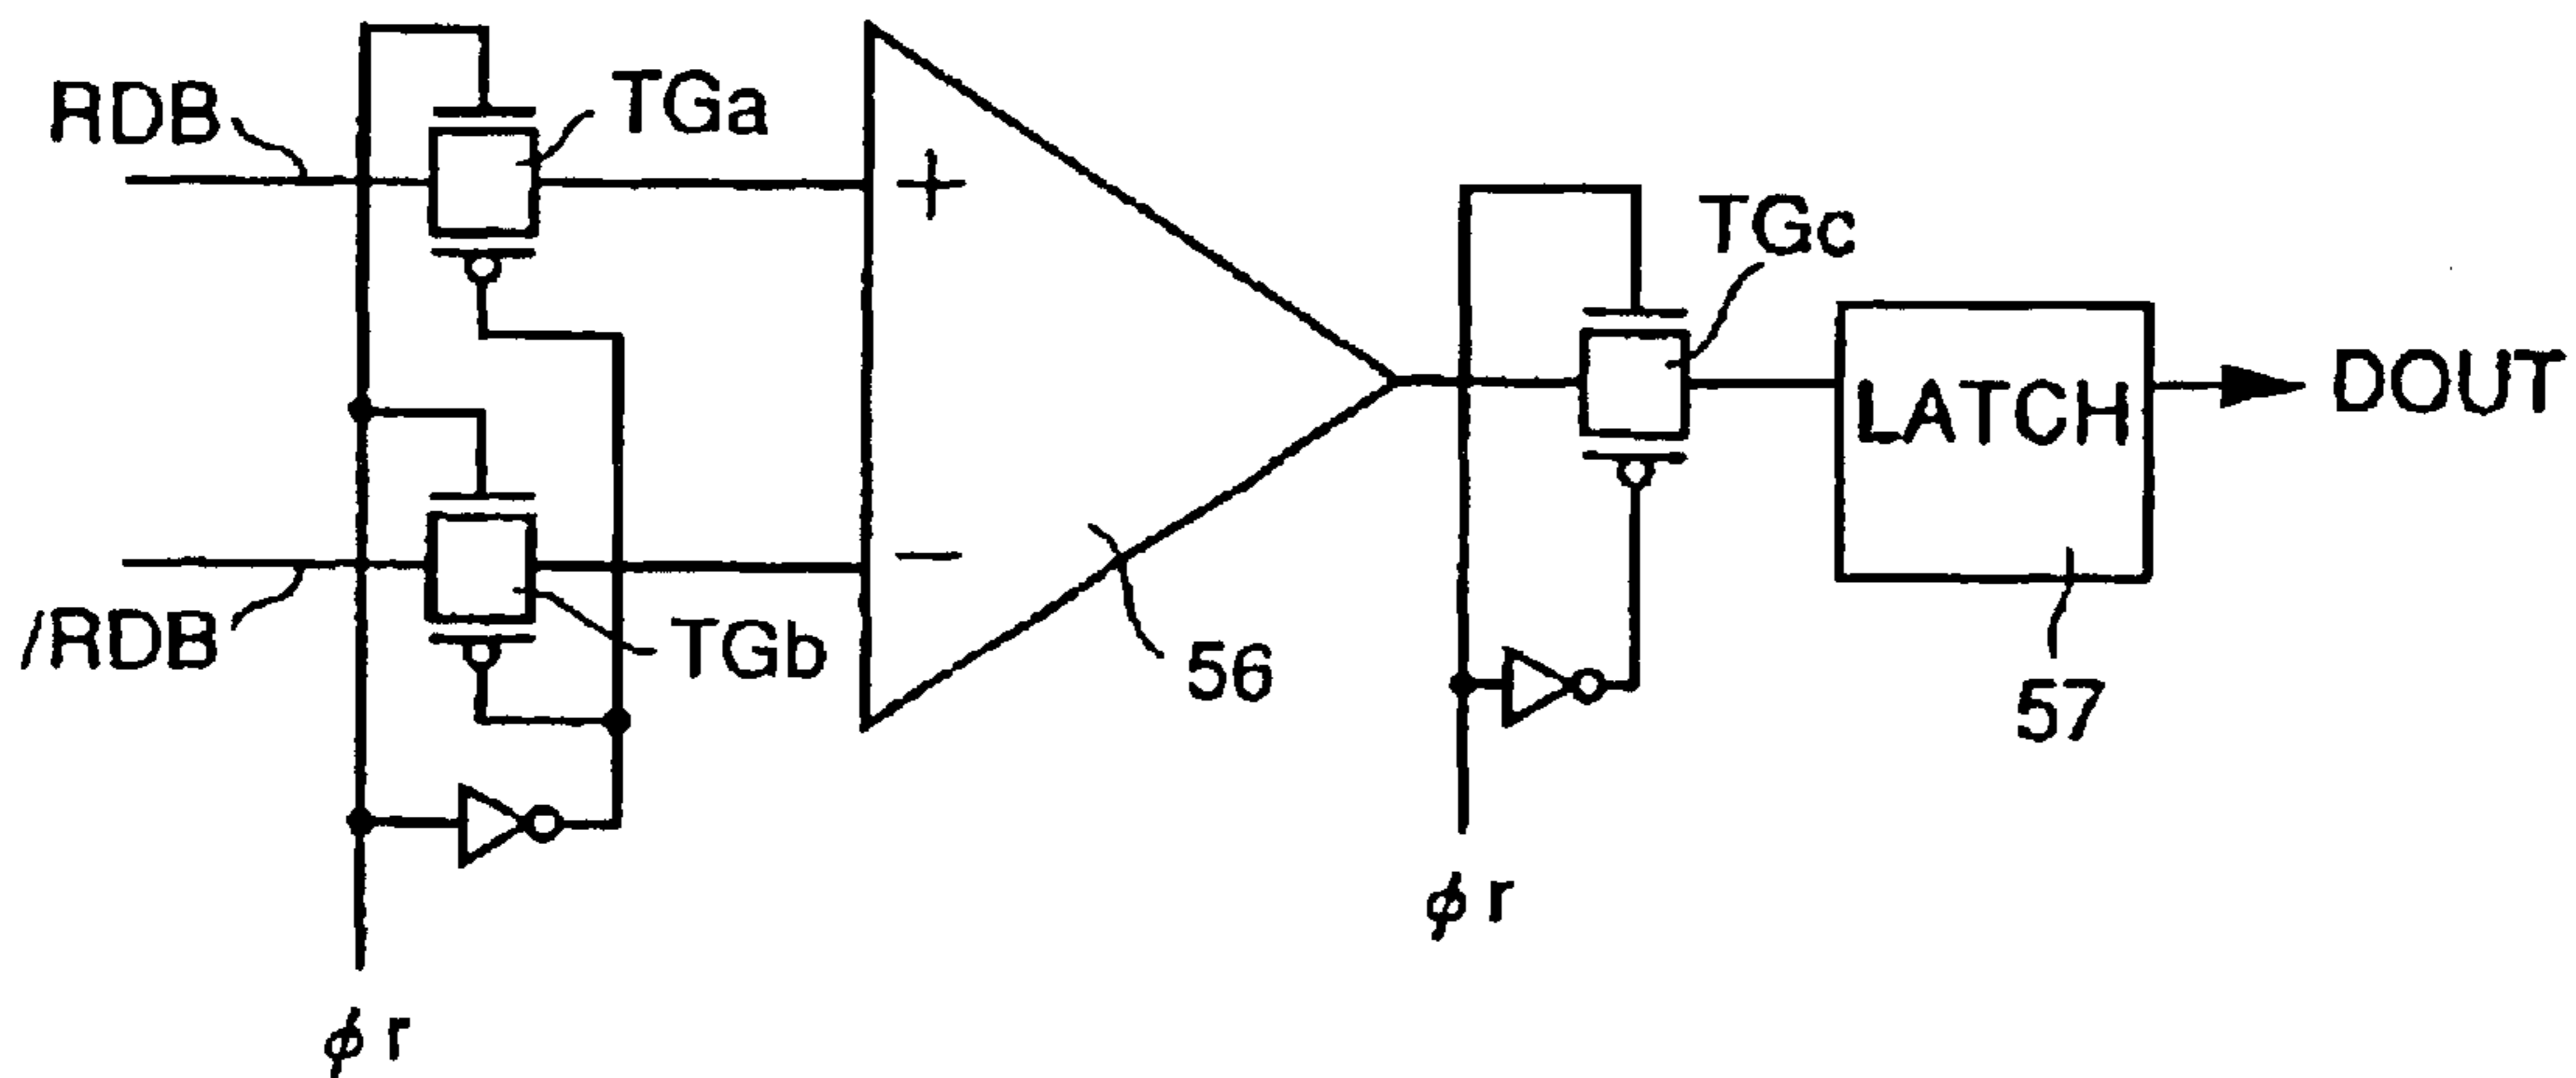 RDB
TGa
+
TGc
LATCH
DOUT
−
/RDB
TGb
56
57
ϕ r
ϕ r